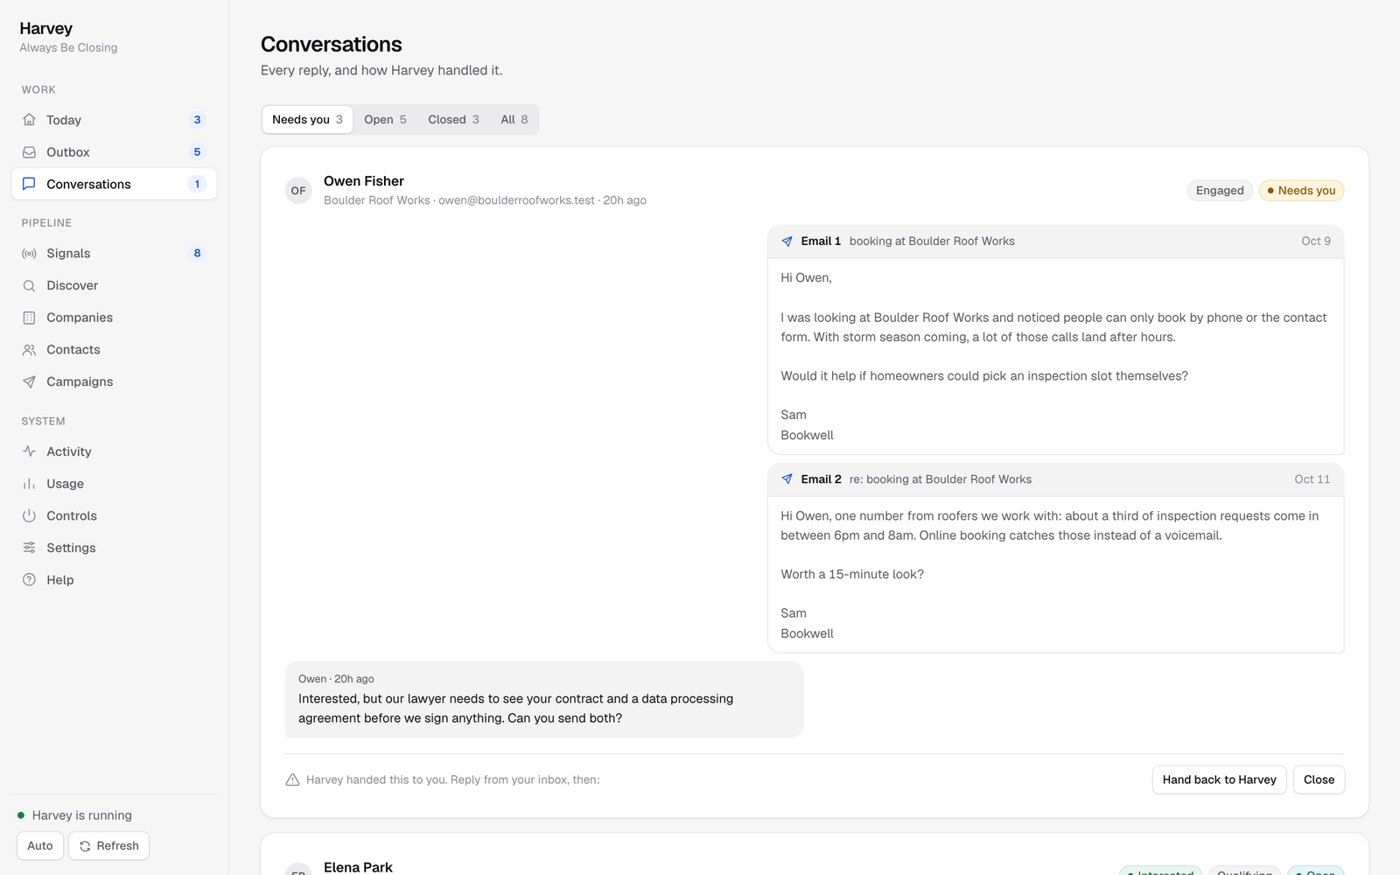 Harvey
Always Be Closing
WORK
Today 3
Outbox 5
Conversations 1
PIPELINE
Signals 8
Discover
Companies
Contacts
Campaigns
SYSTEM
Activity
Usage
Controls
Settings
Help
Harvey is running
Auto
Refresh
Conversations
Every reply, and how Harvey handled it.
Needs you 3 Open 5 Closed 3 All 8
OF
Owen Fisher
Boulder Roof Works · owen@boulderroofworks.test · 20h ago
Engaged
Needs you
Email 1 booking at Boulder Roof Works Oct 9
Hi Owen,
I was looking at Boulder Roof Works and noticed people can only book by phone or the contact
form. With storm season coming, a lot of those calls land after hours.
Would it help if homeowners could pick an inspection slot themselves?
Sam
Bookwell
Email 2 re: booking at Boulder Roof Works Oct 11
Hi Owen, one number from roofers we work with: about a third of inspection requests come in
between 6pm and 8am. Online booking catches those instead of a voicemail.
Worth a 15-minute look?
Sam
Bookwell
Owen · 20h ago
Interested, but our lawyer needs to see your contract and a data processing
agreement before we sign anything. Can you send both?
Harvey handed this to you. Reply from your inbox, then:
Hand back to Harvey
Close
Elena Park
Interested
Qualifying
Open